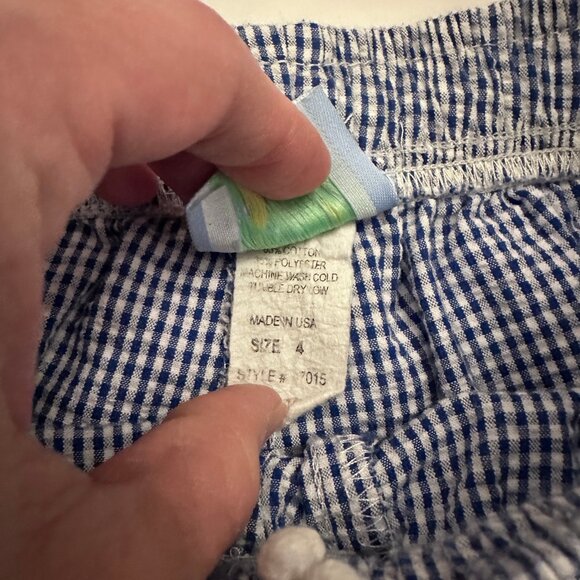 COTTON
POLYESTER
MACHINE WASH COLD
TUMBLE DRY LOW
MADE IN USA
SIZE 4
STYLE # 7015